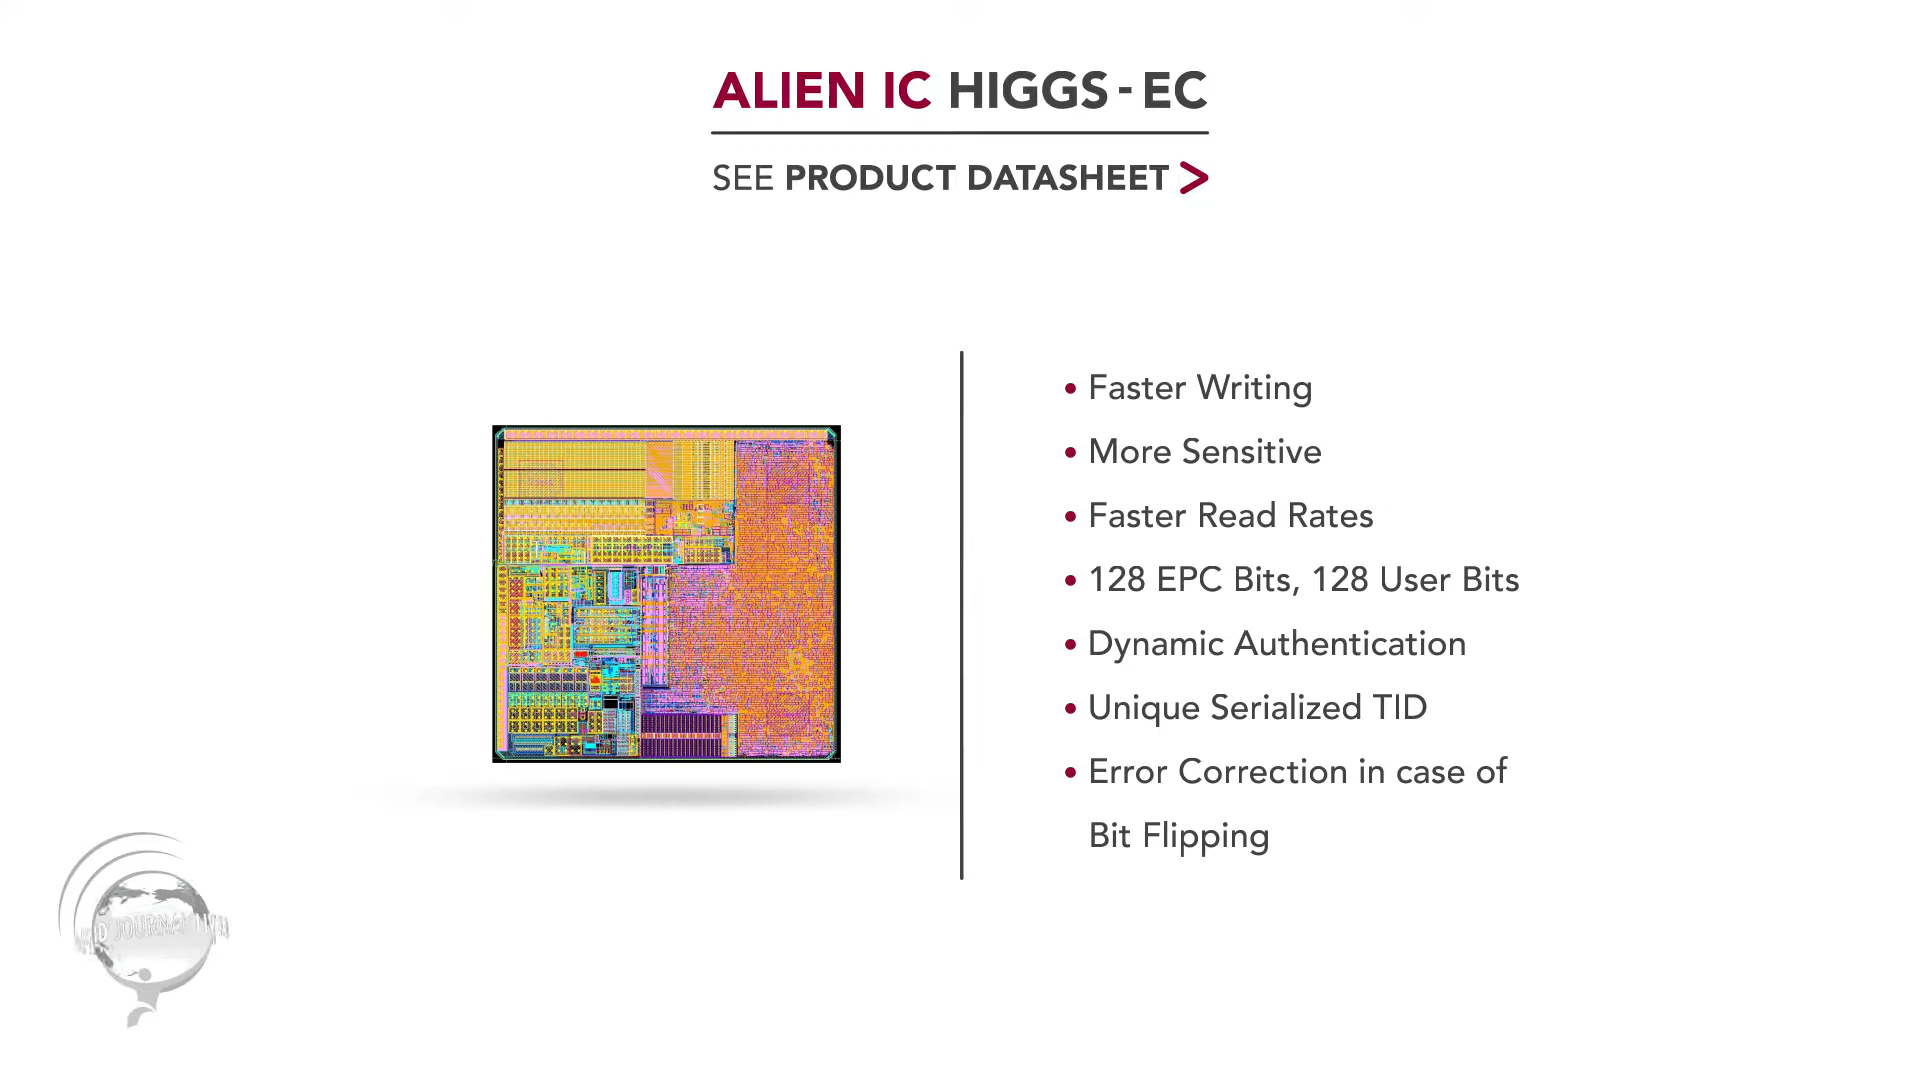 ALIEN IC HIGGS - EC
SEE PRODUCT DATASHEET >
• Faster Writing
• More Sensitive
• Faster Read Rates
• 128 EPC Bits, 128 User Bits
• Dynamic Authentication
• Unique Serialized TID
• Error Correction in case of
Bit Flipping
JOURNAL